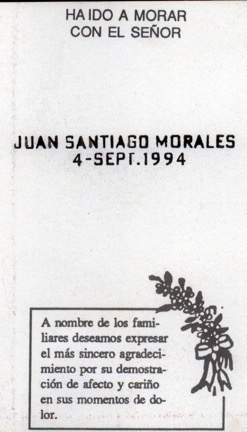 HA IDO A MORAR
CON EL SEÑOR
JUAN SANTIAGO MORALES
4-SEPT.1994
A nombre de los fami-
liares deseamos expresar
el más sincero agradeci-
miento por su demostra-
ción de afecto y cariño
en sus momentos de do-
lor.